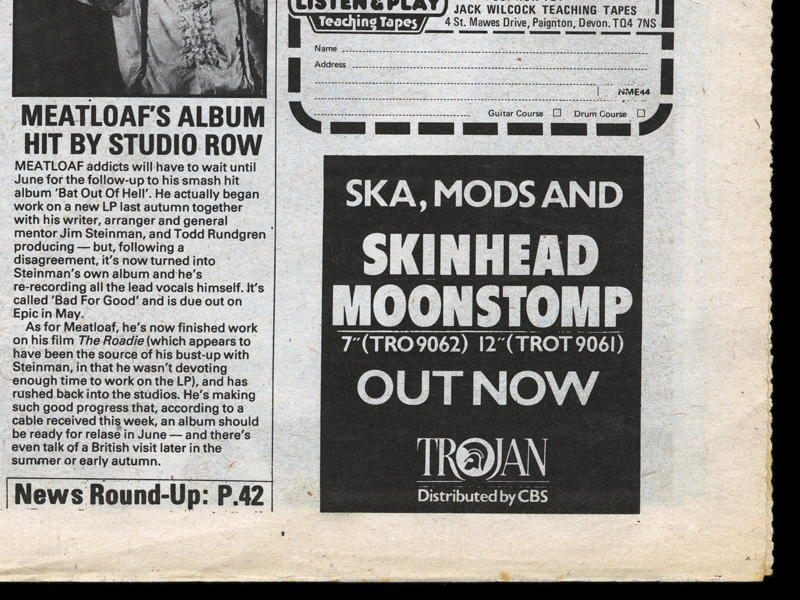 MEATLOAF'S ALBUM
HIT BY STUDIO ROW
MEATLOAF addicts will have to wait until
June for the follow-up to his smash hit
album 'Bat Out Of Hell'. He actually began
work on a new LP last autumn together
with his writer, arranger and general
mentor Jim Steinman, and Todd Rundgren
producing — but, following a
disagreement, it's now turned into
Steinman's own album and he's
re-recording all the lead vocals himself. It's
called 'Bad For Good' and is due out on
Epic in May.
As for Meatloaf, he's now finished work
on his film The Roadie (which appears to
have been the source of his bust-up with
Steinman, in that he wasn't devoting
enough time to work on the LP), and has
rushed back into the studios. He's making
such good progress that, according to a
cable received this week, an album should
be ready for relase in June — and there's
even talk of a British visit later in the
summer or early autumn.
News Round-Up: P.42
LISTEN & PLAY
Teaching Tapes
JACK WILCOCK TEACHING TAPES
4 St. Mawes Drive, Paignton, Devon. TQ4 7NS
Name
Address
NME44
Guitar Course Drum Course
SKA, MODS AND
SKINHEAD
MOONSTOMP
7″(TRO 9062) 12″(TROT 9061)
OUT NOW
TROJAN
Distributed by CBS